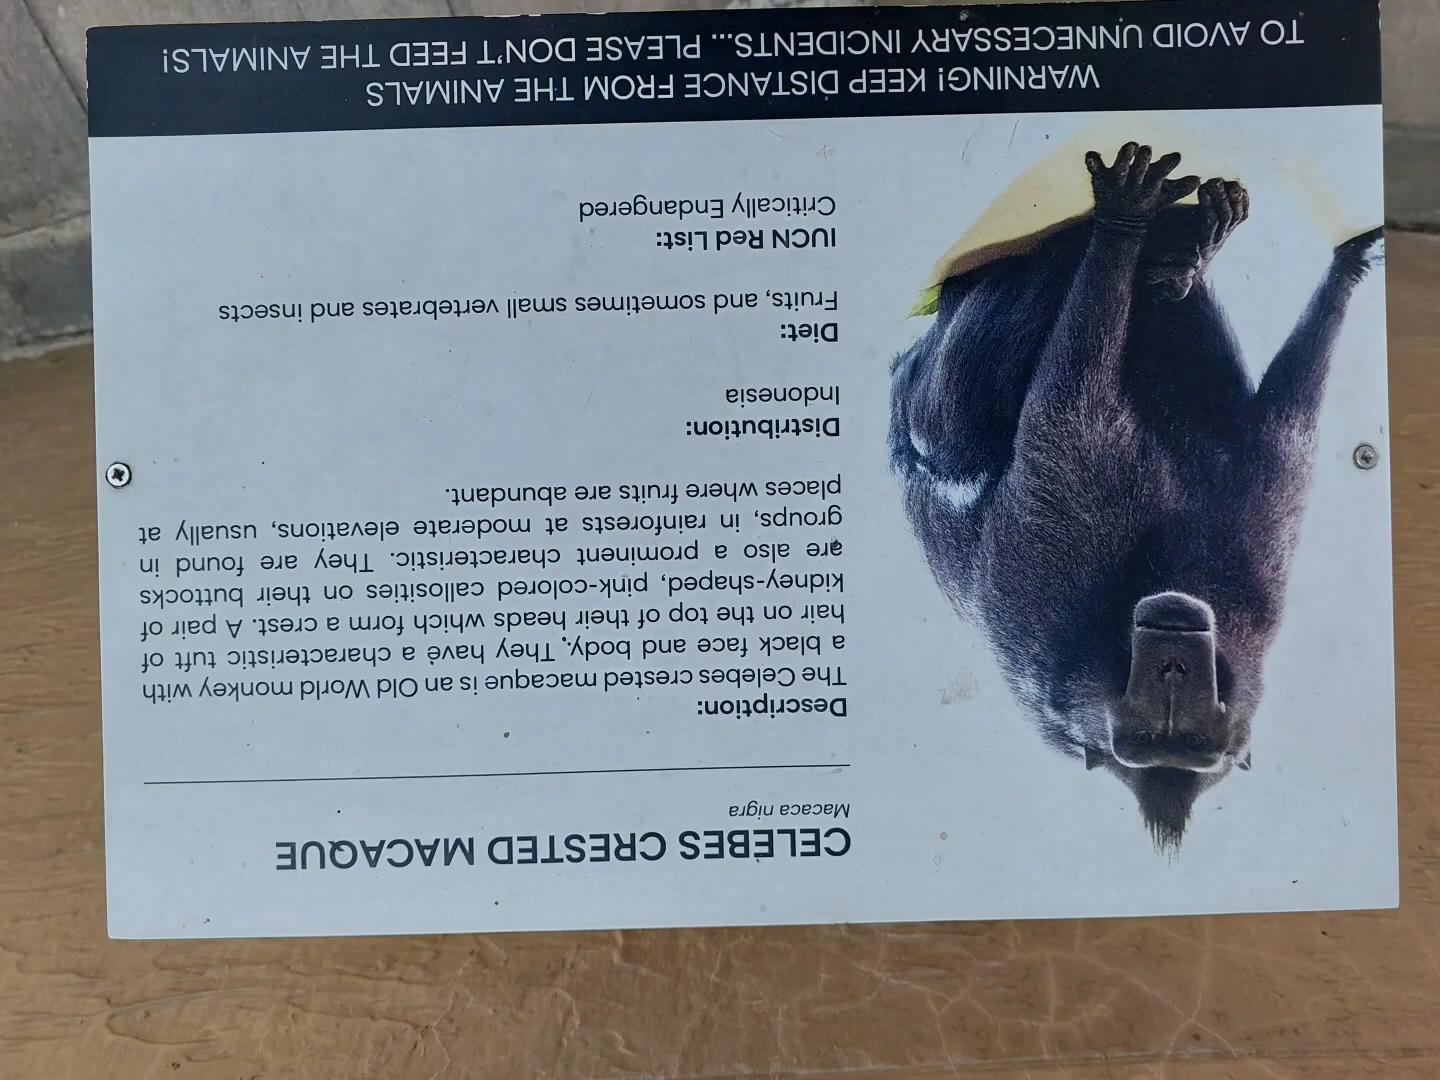 CELEBES CRESTED MACAQUE
Macaca nigra
Description:
The Celebes crested macaque is an Old World monkey with
a black face and body. They have a characteristic tuft of
hair on the top of their heads which form a crest. A pair of
kidney-shaped, pink-colored callosities on their buttocks
are also a prominent characteristic. They are found in
groups, in rainforests at moderate elevations, usually at
places where fruits are abundant.
Distribution:
Indonesia
Diet:
Fruits, and sometimes small vertebrates and insects
IUCN Red List:
Critically Endangered
WARNING! KEEP DISTANCE FROM THE ANIMALS
TO AVOID UNNECESSARY INCIDENTS... PLEASE DON'T FEED THE ANIMALS!